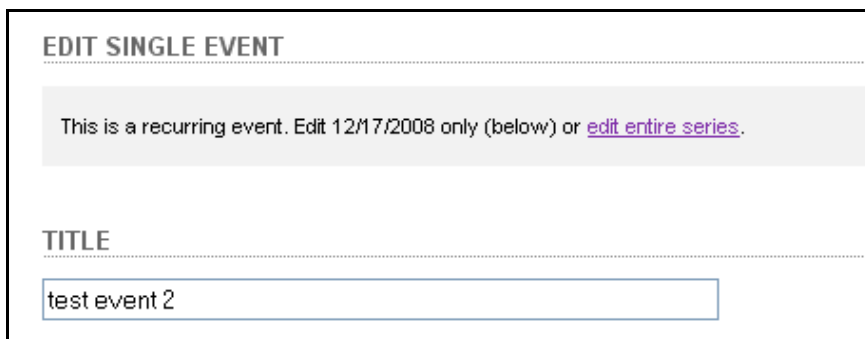 EDIT SINGLE EVENT
This is a recurring event. Edit 12/17/2008 only (below) or edit entire series.
TITLE
test event 2